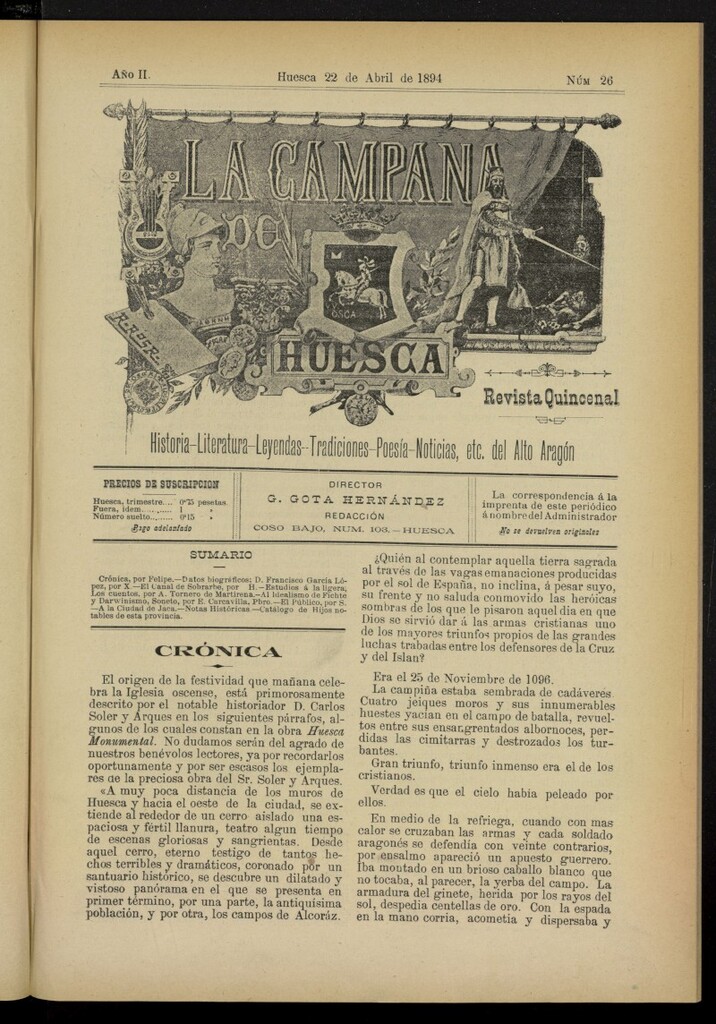 Año II.
Huesca 22 de Abril de 1894
NÚM 26
LA CAMPANA
DE
OSCA
HUESCA
Revista Quincenal
Historia-Literatura-Leyendas-Tradiciones-Poesía-Noticias, etc. del Alto Aragón
PRECIOS DE SUSCRIPCION
Huesca, trimestre... 0'75 pesetas.
Fuera, idem.......... 1 »
Número suelto........ 0'15 »
Pago adelantado
DIRECTOR
G. GOTA HERNÁNDEZ
REDACCIÓN
COSO BAJO, NUM. 103.—HUESCA
La correspondencia á la
imprenta de este periódico
á nombre del Administrador
No se devuelven originales
SUMARIO
Crónica, por Felipe.—Datos biográficos; D. Francisco García Ló-
pez, por X.—El Canal de Sobrarbe, por H.—Estudios á la ligera;
Los cuentos, por A. Tornero de Martirena.—Al Idealismo de Fichte
y Darwinismo, Soneto, por E. Carcavilla, Pbro.—El Público, por S.
—A la Ciudad de Jaca.—Notas Históricas—Catálogo de Hijos no-
tables de esta provincia.
CRÓNICA
El origen de la festividad que mañana cele-
bra la Iglesia oscense, está primorosamente
descrito por el notable historiador D. Carlos
Soler y Arques en los siguientes párrafos, al-
gunos de los cuales constan en la obra Huesca
Monumental. No dudamos serán del agrado de
nuestros benévolos lectores, ya por recordarlos
oportunamente y por ser escasos los ejempla-
res de la preciosa obra del Sr. Soler y Arques.
«A muy poca distancia de los muros de
Huesca y hacia el oeste de la ciudad, se ex-
tiende al rededor de un cerro aislado una es-
paciosa y fértil llanura, teatro algun tiempo
de escenas gloriosas y sangrientas. Desde
aquel cerro, eterno testigo de tantos he-
chos terribles y dramáticos, coronado por un
santuario histórico, se descubre un dilatado y
vistoso panórama en el que se presenta en
primer término, por una parte, la antiquísima
población, y por otra, los campos de Alcoráz.
¿Quién al contemplar aquella tierra sagrada
al través de las vagas emanaciones producidas
por el sol de España, no inclina, á pesar suyo,
su frente y no saluda conmovido las heróicas
sombras de los que le pisaron aquel dia en que
Dios se sirvió dar á las armas cristianas uno
de los mayores triunfos propios de las grandes
luchas trabadas entre los defensores de la Cruz
y del Islan?
Era el 25 de Noviembre de 1096.
La campiña estaba sembrada de cadáveres
Cuatro jeiques moros y sus innumerables
huestes yacian en el campo de batalla, revuel-
tos entre sus ensangrentados albornoces, per-
didas las cimitarras y destrozados los tur-
bantes.
Gran triunfo, triunfo inmenso era el de los
cristianos.
Verdad es que el cielo habia peleado por
ellos.
En medio de la refriega, cuando con mas
calor se cruzaban las armas y cada soldado
aragonés se defendía con veinte contrarios,
por ensalmo apareció un apuesto guerrero.
Iba montado en un brioso caballo blanco que
no tocaba, al parecer, la yerba del campo. La
armadura del ginete, herida por los rayos del
sol, despedia centellas de oro. Con la espada
en la mano corria, acometia y dispersaba y